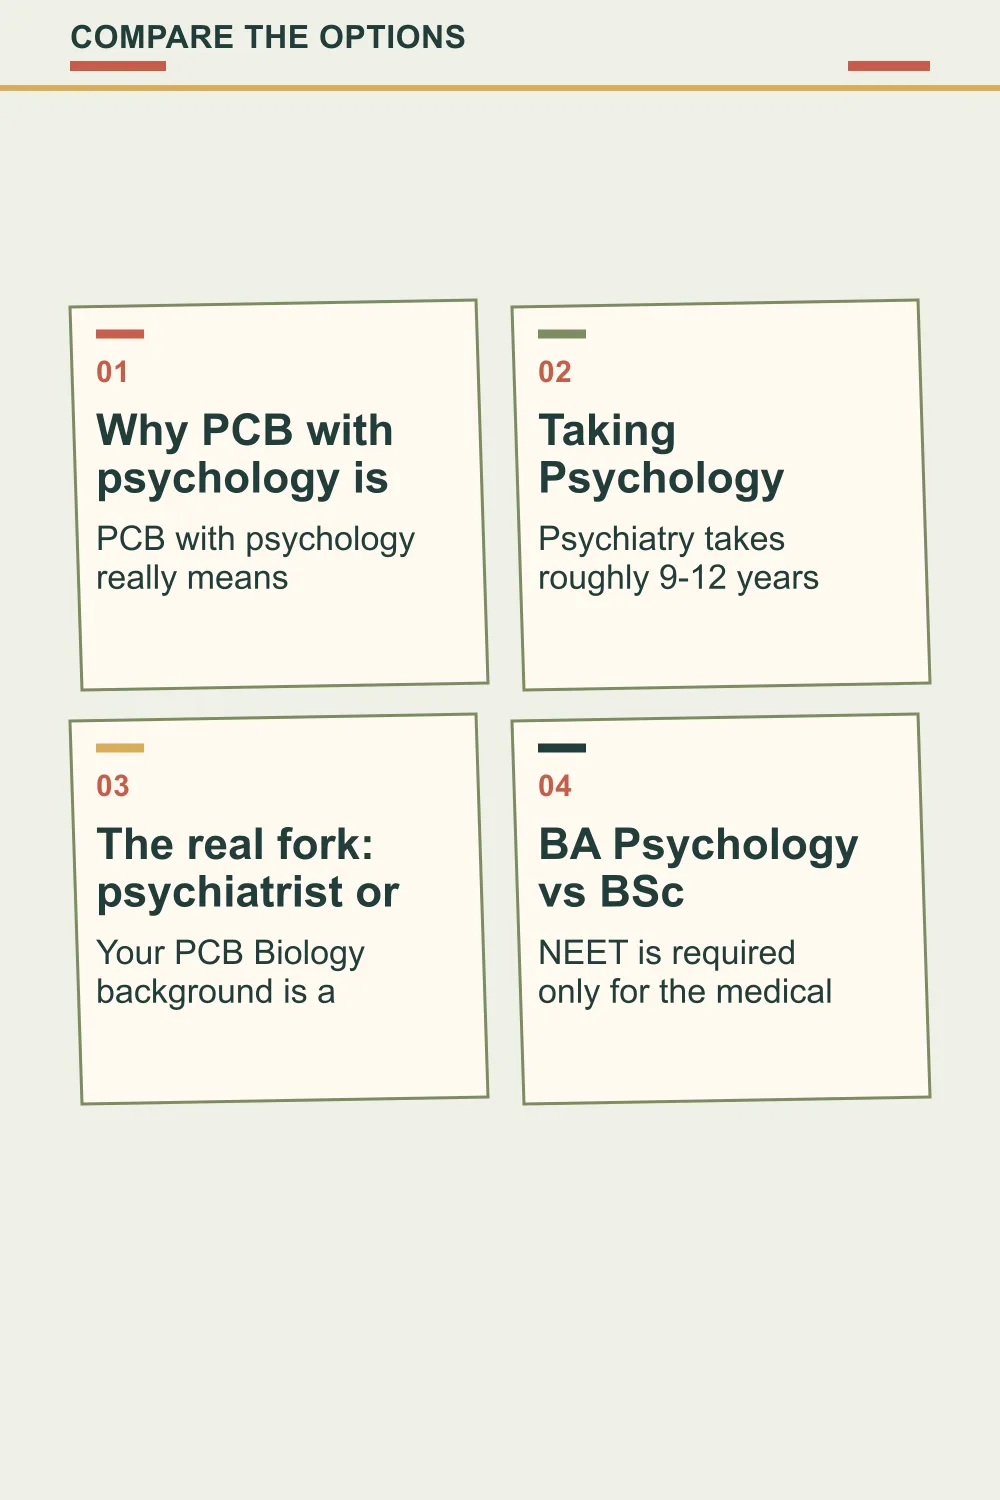 COMPARE THE OPTIONS
01
Why PCB with
psychology is
PCB with psychology
really means
02
Taking
Psychology
Psychiatry takes
roughly 9-12 years
03
The real fork:
psychiatrist or
Your PCB Biology
background is a
04
BA Psychology
vs BSc
NEET is required
only for the medical